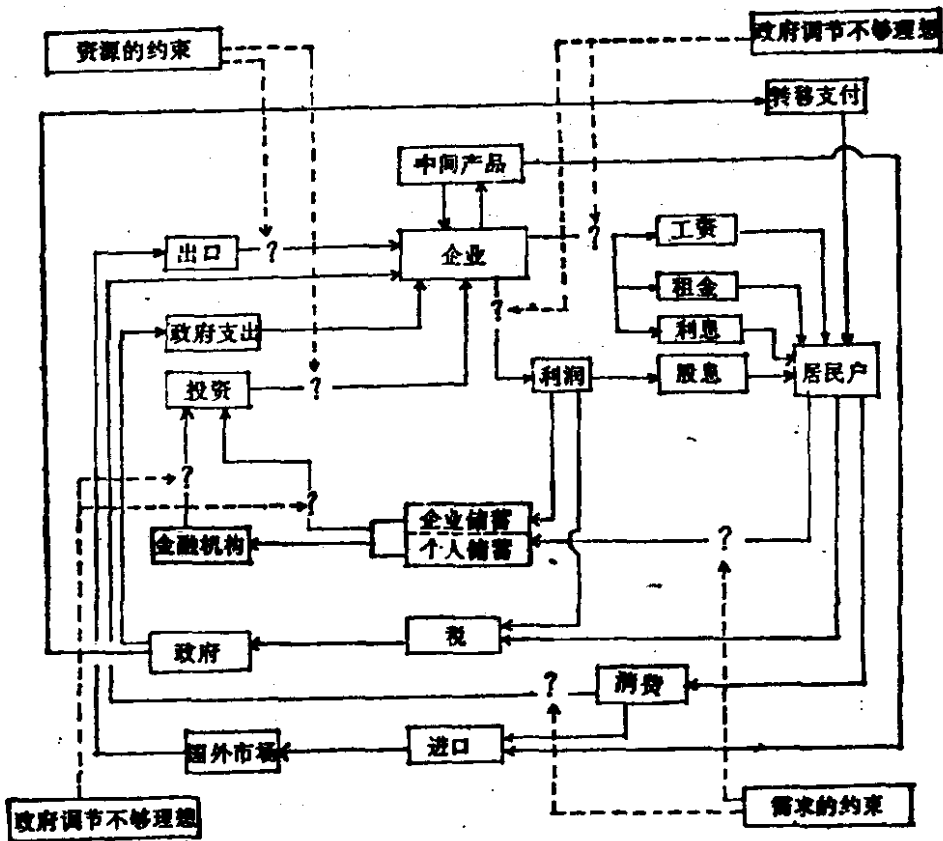 资源的约束
政府调节不够理想
转移支付
中间产品
出口
?
企业
?
工资
租金
?
政府支出
利息
投资
?
利润
股息
居民户
?
?
企业储蓄
金融机构
个人储蓄
?
税
政府
?
消费
国外市场
进口
政府调节不够理想
需求的约束